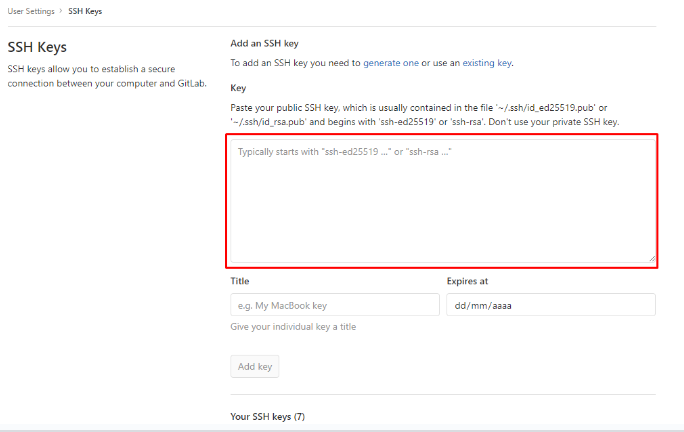 User Settings > SSH Keys
SSH Keys
SSH keys allow you to establish a secure
connection between your computer and GitLab.
Add an SSH key
To add an SSH key you need to generate one or use an existing key.
Key
Paste your public SSH key, which is usually contained in the file '~/.ssh/id_ed25519.pub' or
'~/.ssh/id_rsa.pub' and begins with 'ssh-ed25519' or 'ssh-rsa'. Don't use your private SSH key.
Typically starts with "ssh-ed25519 ..." or "ssh-rsa ..."
Title Expires at
e.g. My MacBook key dd/mm/aaaa
Give your individual key a title
Add key
Your SSH keys (7)